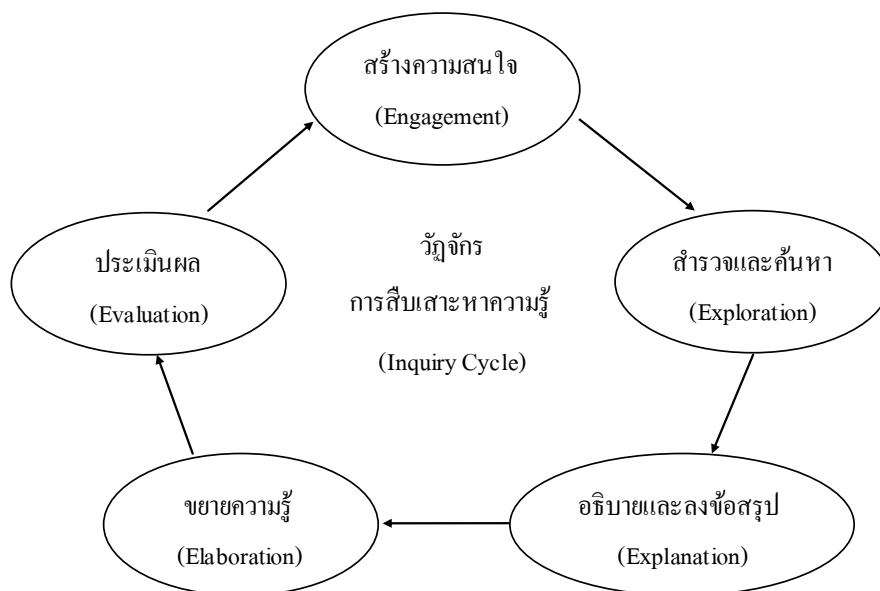 สร้างความสนใจ
(Engagement)
สำรวจและค้นหา
(Exploration)
อธิบายและลงข้อสรุป
(Explanation)
ขยายความรู้
(Elaboration)
ประเมินผล
(Evaluation)
วัฏจักร
การสืบเสาะหาความรู้
(Inquiry Cycle)